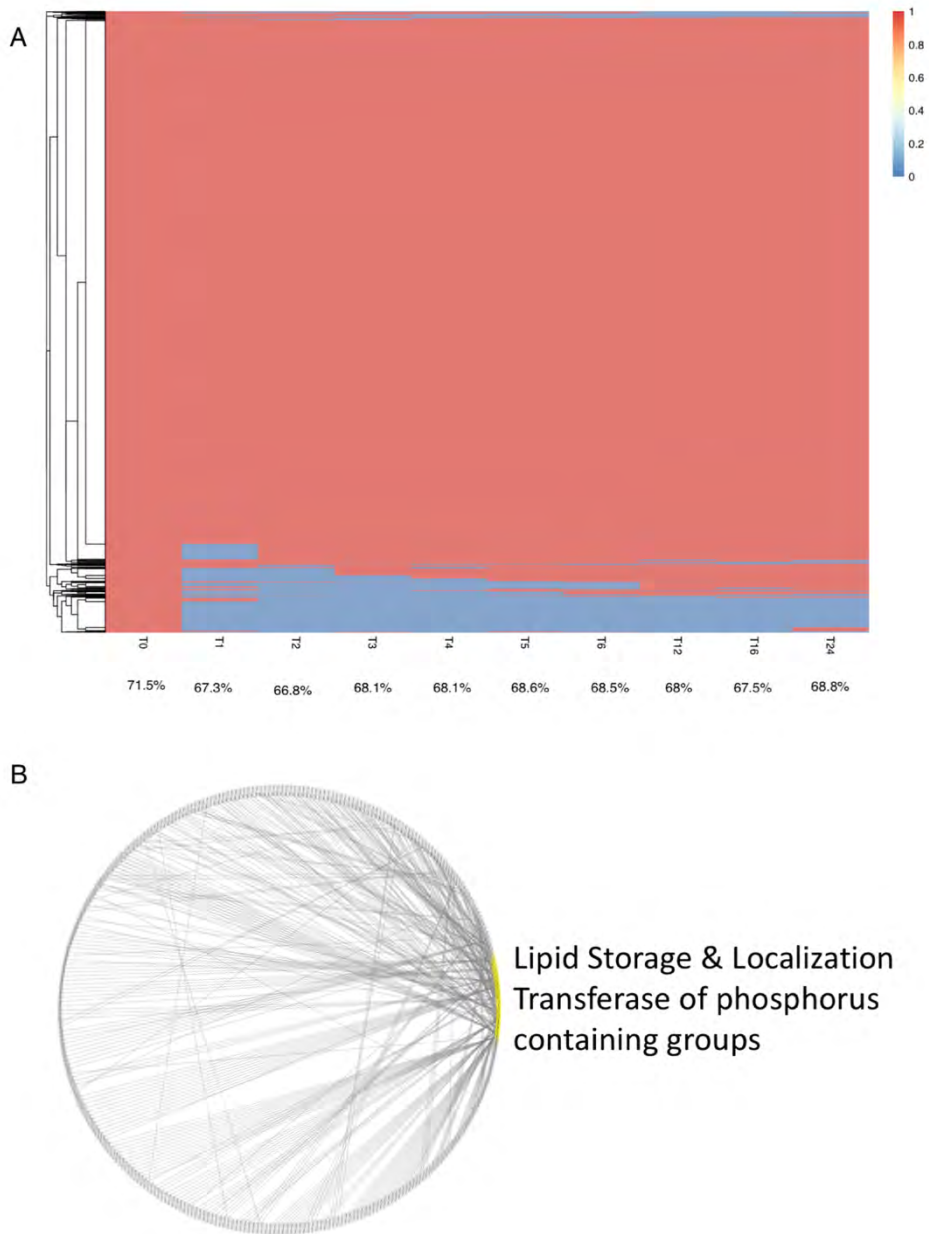 A
1
0.8
0.6
0.4
0.2
0
T0 T1 T2 T3 T4 T5 T6 T12 T16 T24
71.5% 67.3% 66.8% 68.1% 68.1% 68.6% 68.5% 68% 67.5% 68.8%
B
Lipid Storage & Localization
Transferase of phosphorus
containing groups